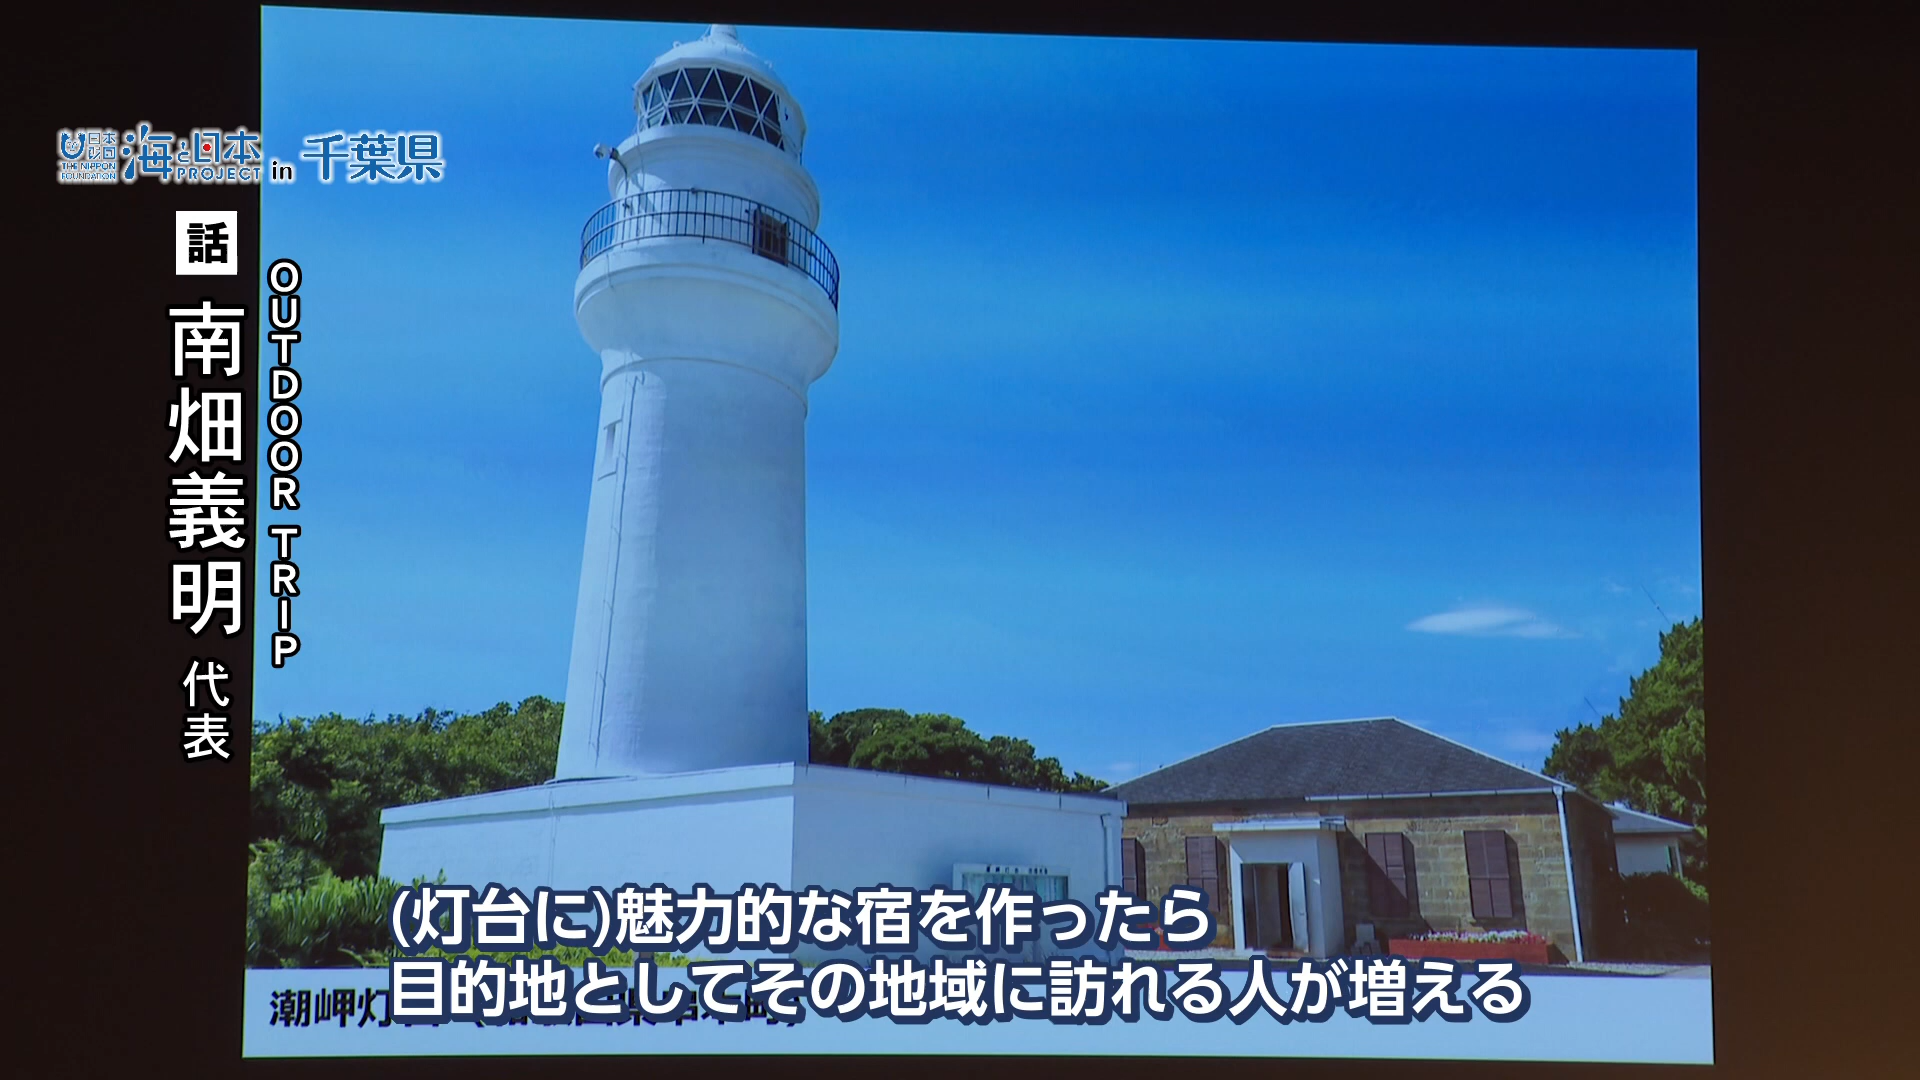 日本財団
THE NIPPON
FOUNDATION
海と日本
PROJECT
in 千葉県
話 南畑義明 代表
OUTDOOR TRIP
(灯台に)魅力的な宿を作ったら
目的地としてその地域に訪れる人が増える
潮岬灯